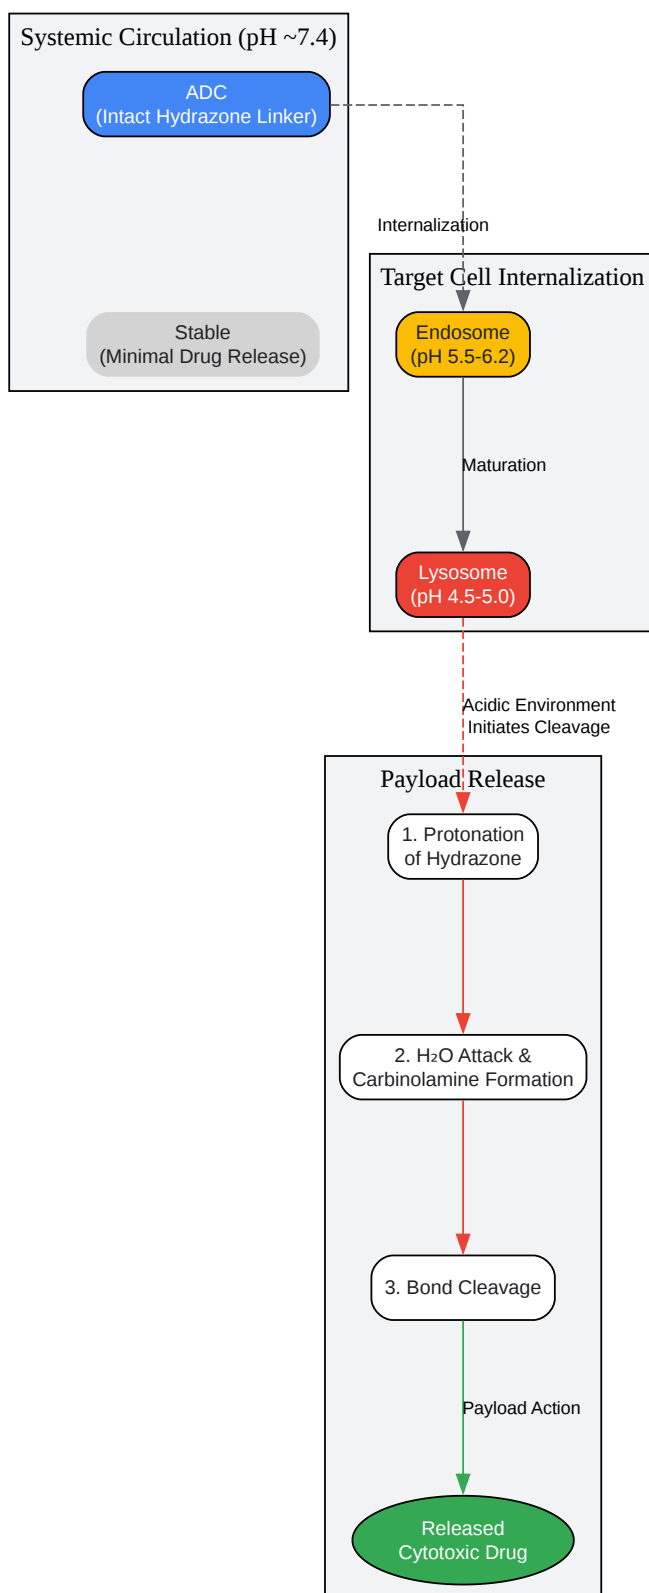 Systemic Circulation (pH ~7.4)
ADC
(Intact Hydrazone Linker)
Internalization
Target Cell Internalization
Stable
(Minimal Drug Release)
Endosome
(pH 5.5-6.2)
Maturation
Lysosome
(pH 4.5-5.0)
Acidic Environment
Initiates Cleavage
Payload Release
1. Protonation
of Hydrazone
2. H₂O Attack &
Carbinolamine Formation
3. Bond Cleavage
Payload Action
Released
Cytotoxic Drug